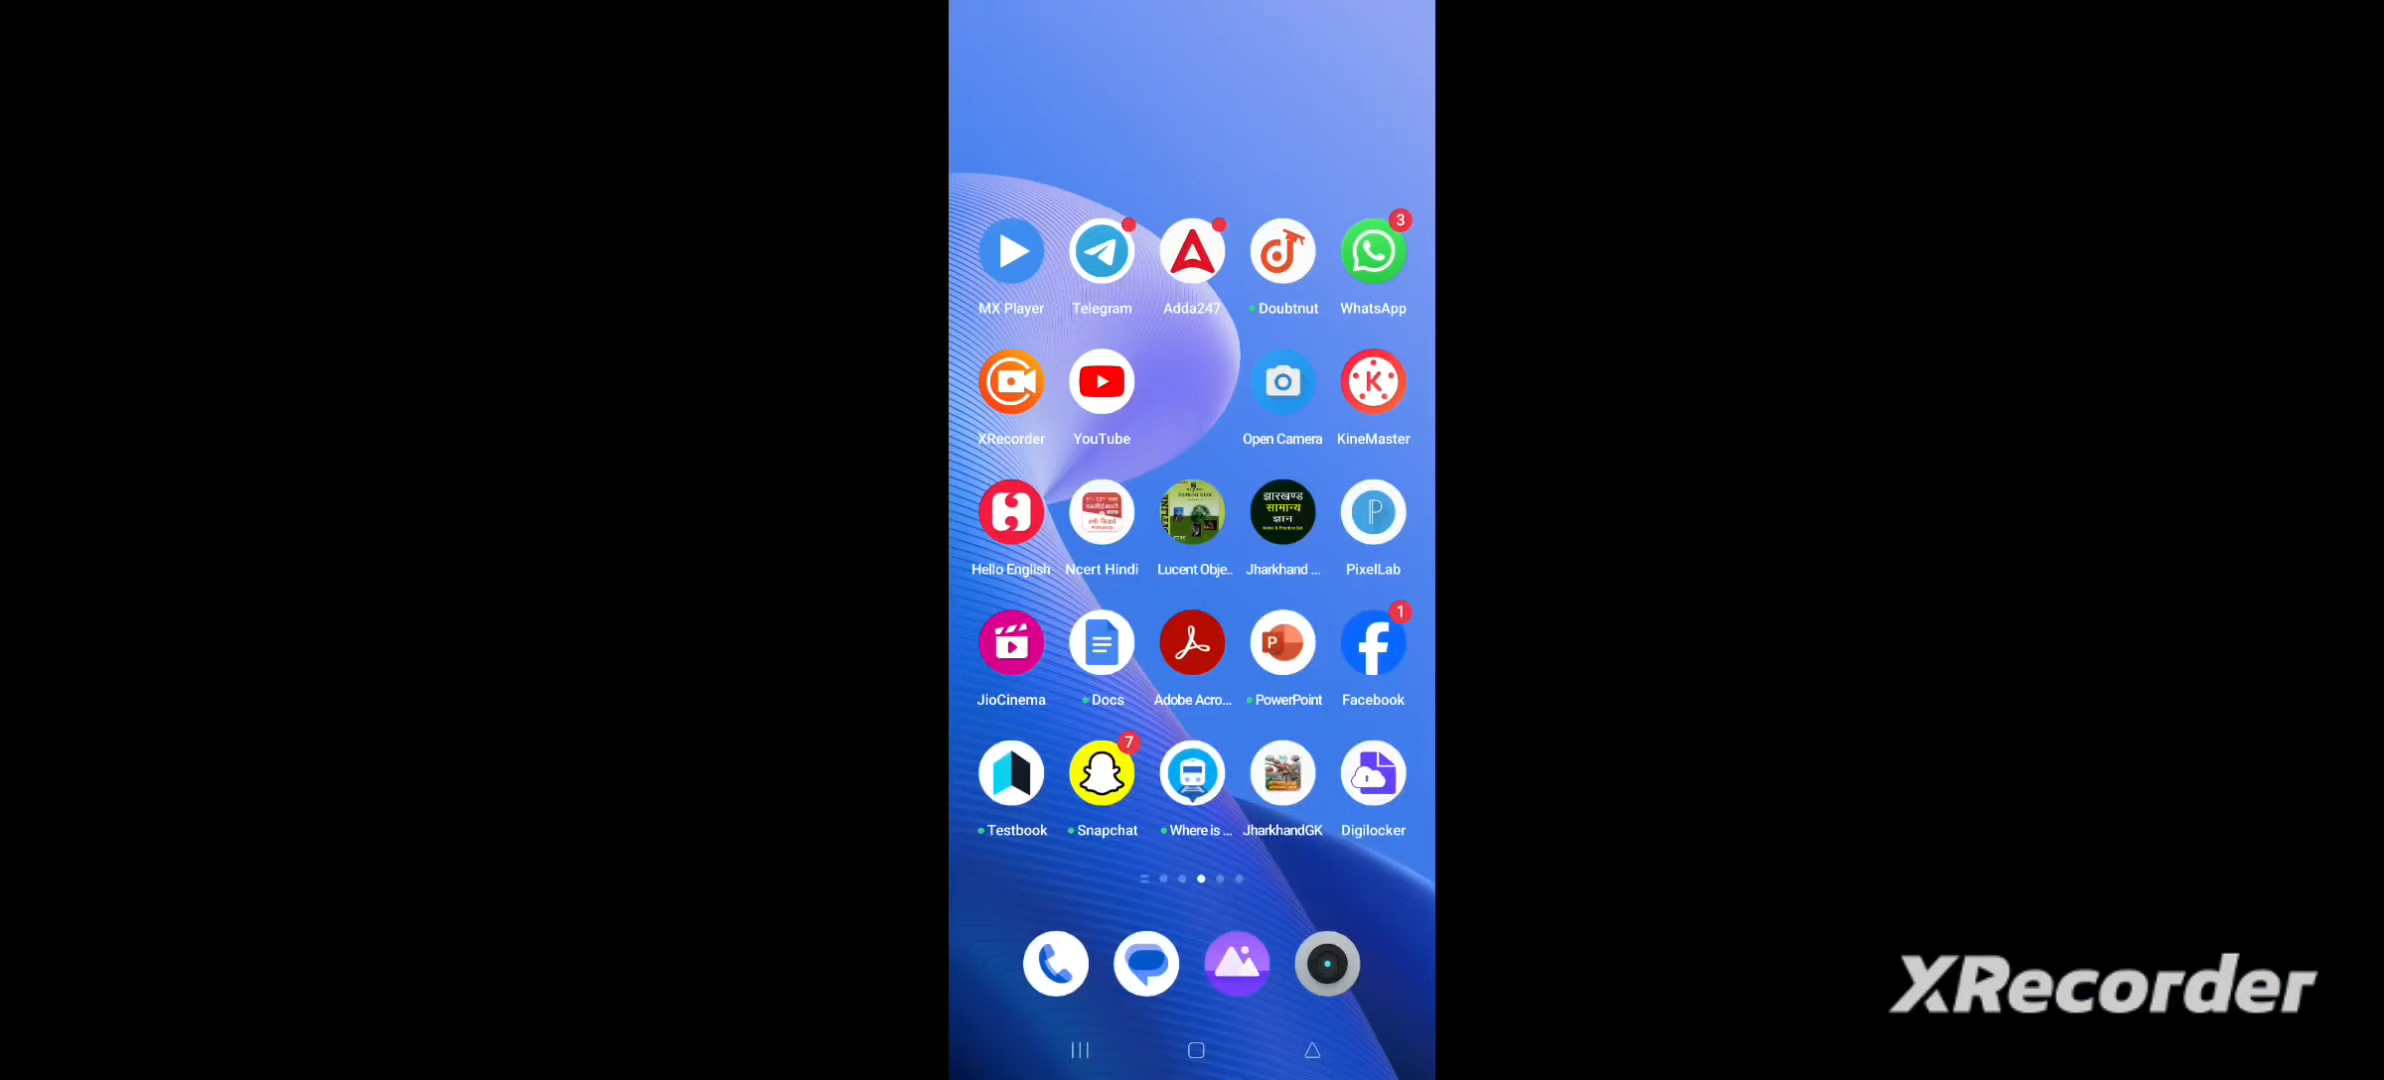 3
MX Player Telegram Adda247 Doubtnut WhatsApp
XRecorder YouTube Open Camera KineMaster
K
झारखण्ड
सामान्य
ज्ञान
P
Hello English Ncert Hindi Lucent Obje.. Jharkhand ... PixelLab
1
P
JioCinema Docs Adobe Acro... PowerPoint Facebook
7
Testbook Snapchat Where is ... JharkhandGK Digilocker
XRecorder